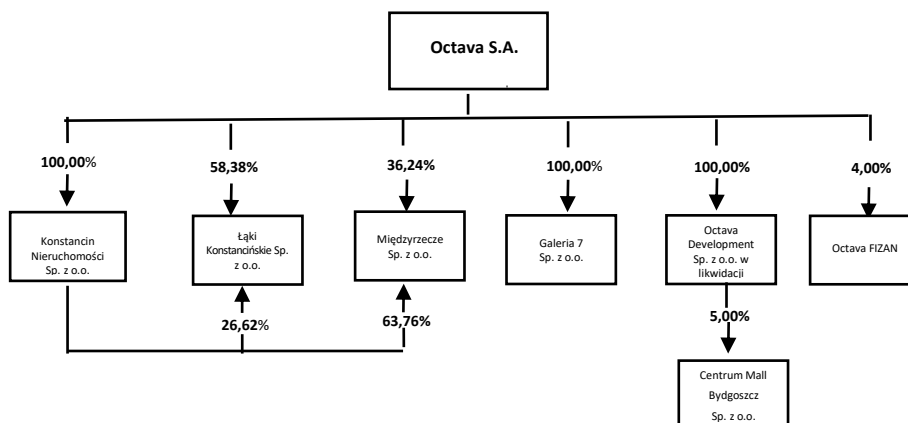 Octava S.A.
100,00%
58,38%
36,24%
100,00%
100,00%
4,00%
Konstancin
Nieruchomości
Sp. z o.o.
Łąki
Konstancińskie Sp.
z o.o.
Międzyrzecze
Sp. z o.o.
Galeria 7
Sp. z o.o.
Octava
Development
Sp. z o.o. w
likwidacji
Octava FIZAN
26,62%
63,76%
5,00%
Centrum Mall
Bydgoszcz
Sp. z o.o.